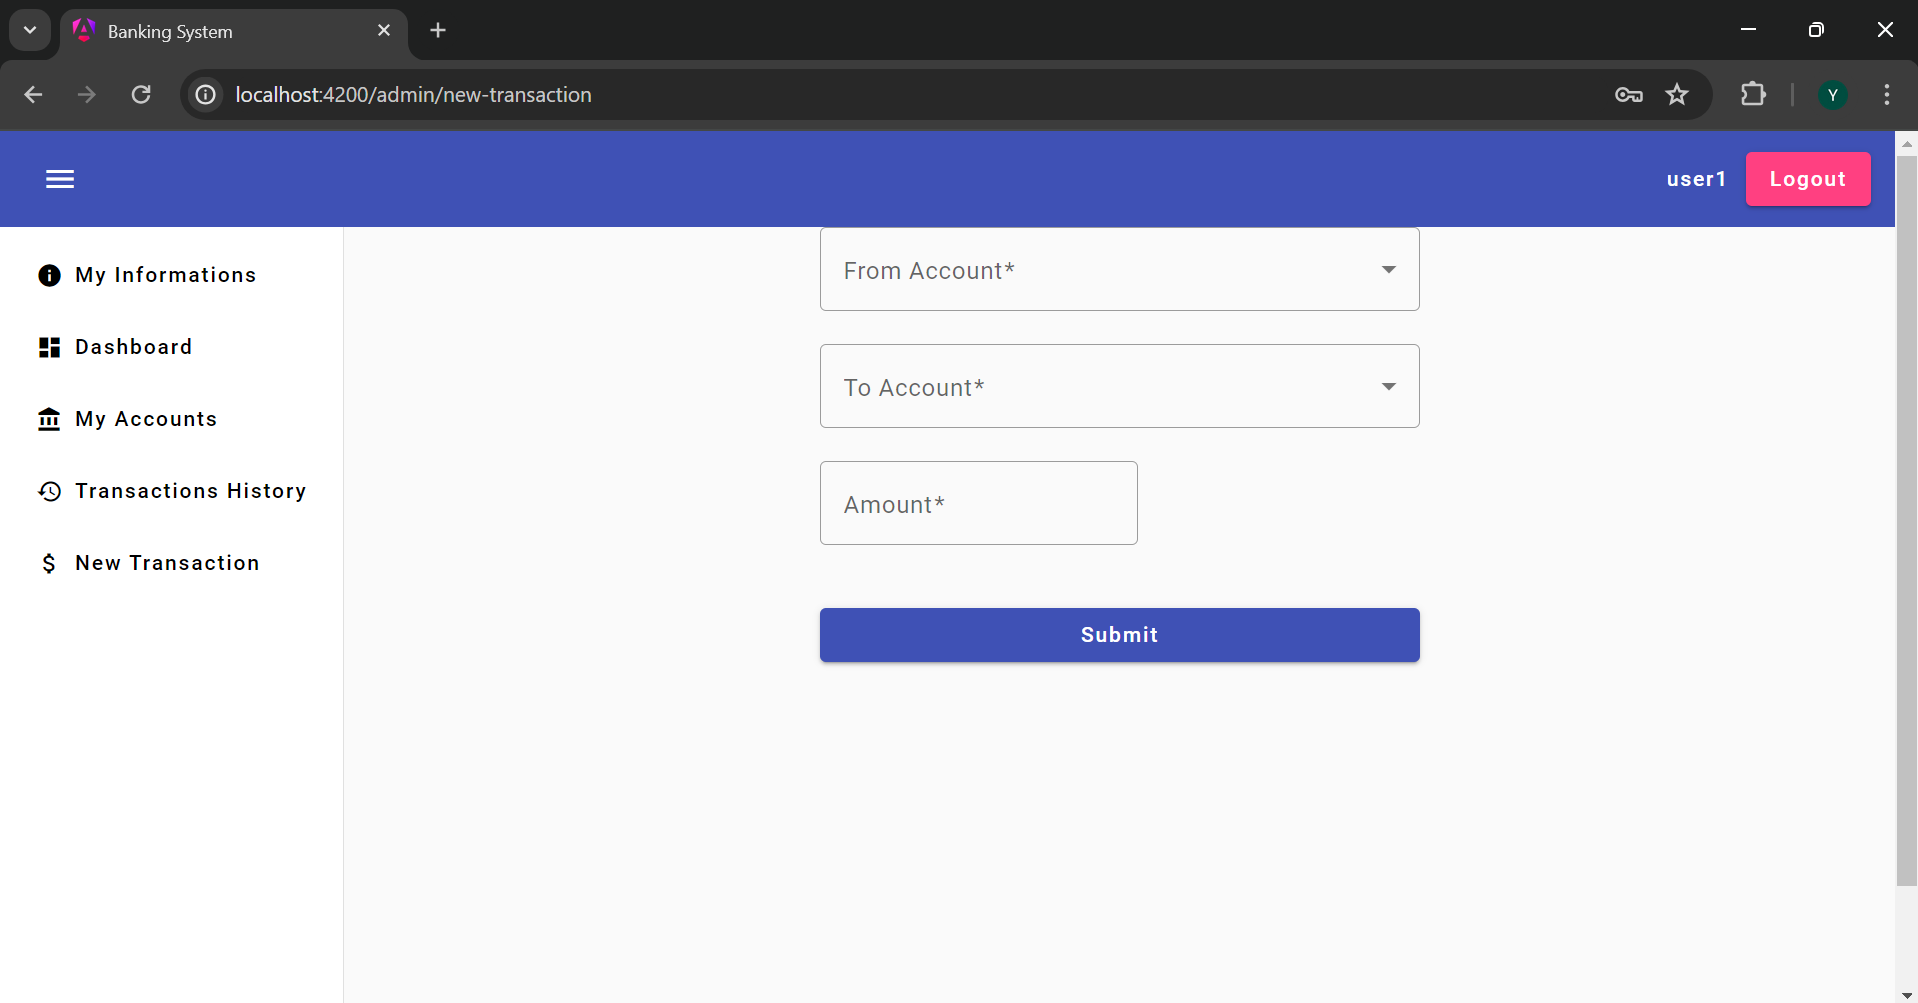 Banking System
localhost:4200/admin/new-transaction
Y
user1
Logout
My Informations
Dashboard
My Accounts
Transactions History
New Transaction
From Account*
To Account*
Amount*
Submit